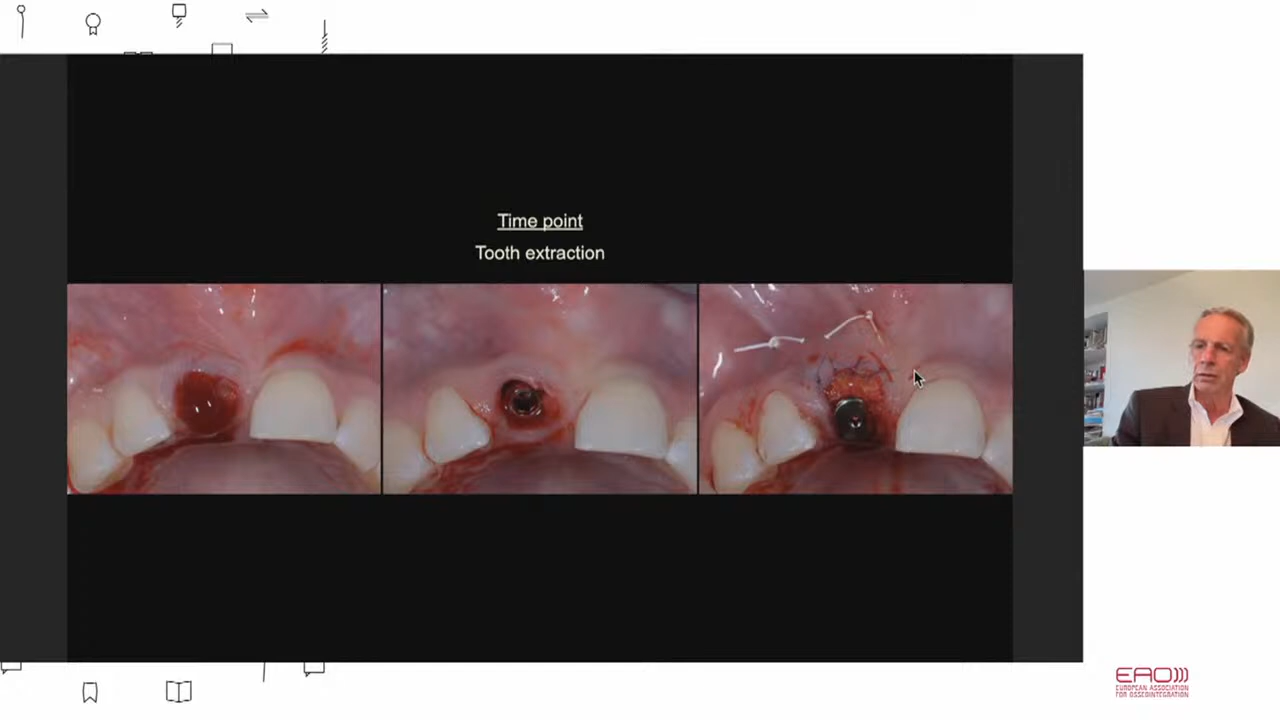 Time point
Tooth extraction
EAO
EUROPEAN ASSOCIATION
FOR OSSEOINTEGRATION